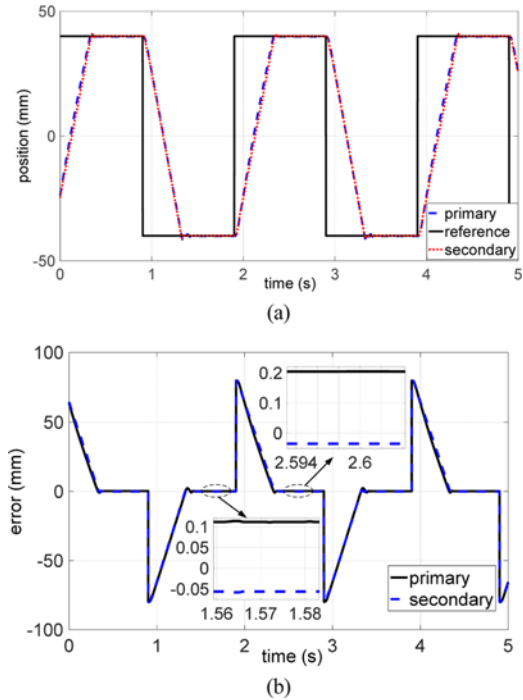 50
0
-50
position (mm)
0
1
2
3
4
5
time (s)
primary
reference
secondary
(a)
100
50
0
-50
-100
error (mm)
0.2
0.1
0
2.594
2.6
0.1
0.05
0
-0.05
1.56
1.57
1.58
primary
secondary
0
1
2
3
4
5
time (s)
(b)